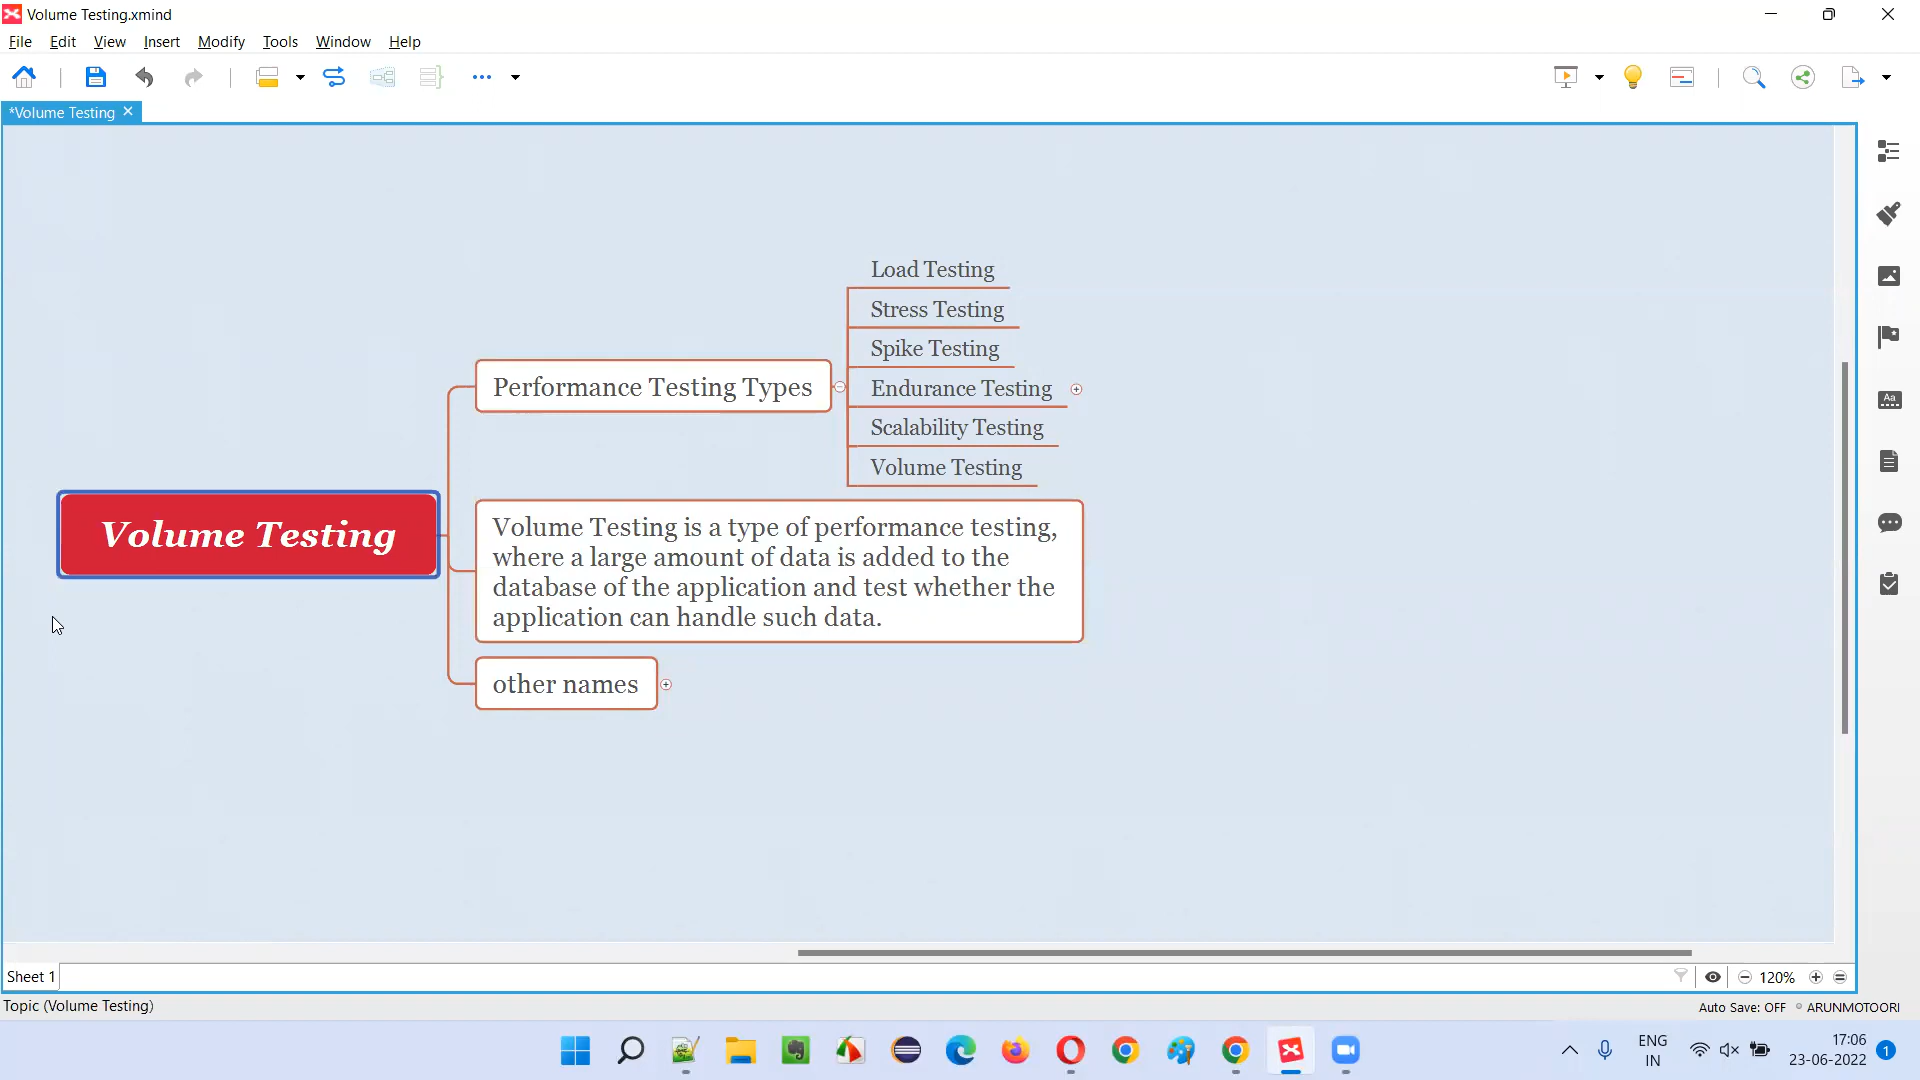 Volume Testing.xmind
File Edit View Insert Modify Tools Window Help
*Volume Testing
Load Testing
Stress Testing
Spike Testing
Performance Testing Types
Endurance Testing
Scalability Testing
Volume Testing
Volume Testing
Volume Testing is a type of performance testing,
where a large amount of data is added to the
database of the application and test whether the
application can handle such data.
other names
Aa
Sheet 1
120%
Topic (Volume Testing)
Auto Save: OFF
ARUNMOTOORI
ENG
IN
17:06
23-06-2022
1